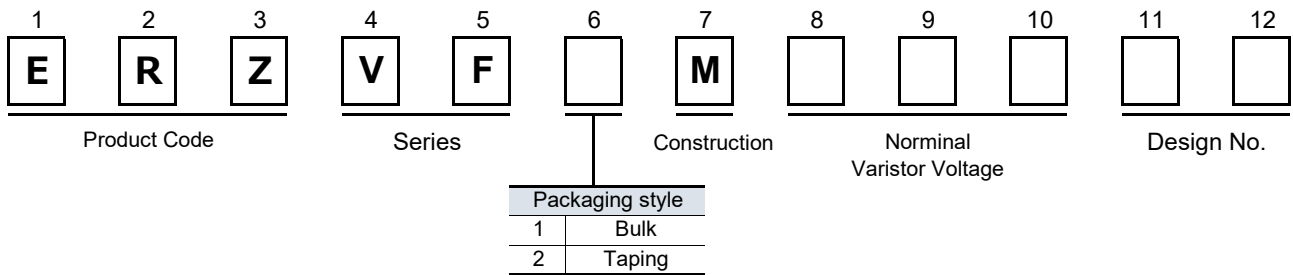 1 2 3 4 5 6 7 8 9 10 11 12
E R Z V F M
Product Code Series Construction Norminal Design No.
Varistor Voltage
Packaging style
1 Bulk
2 Taping